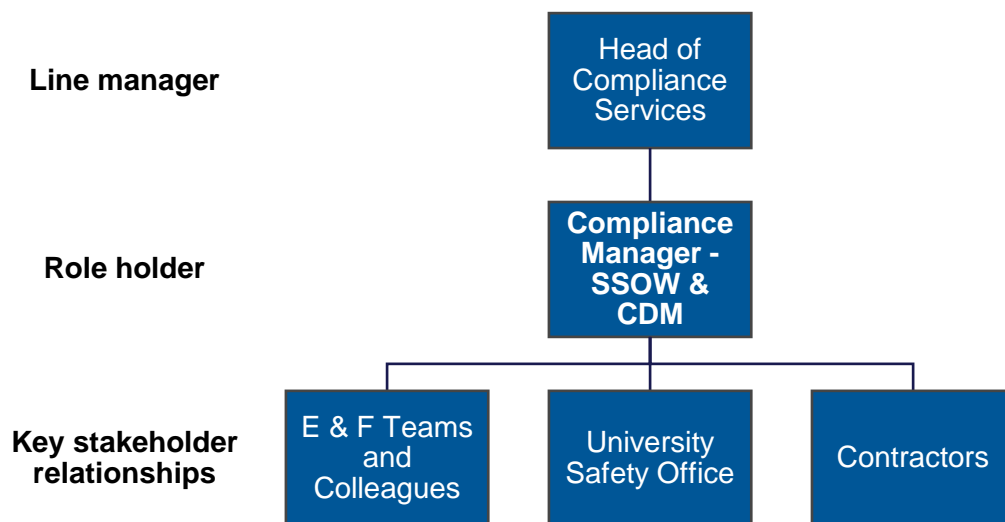 Line manager
Head of
Compliance
Services
Role holder
Compliance
Manager -
SSOW &
CDM
Key stakeholder
relationships
E & F Teams
and
Colleagues
University
Safety Office
Contractors